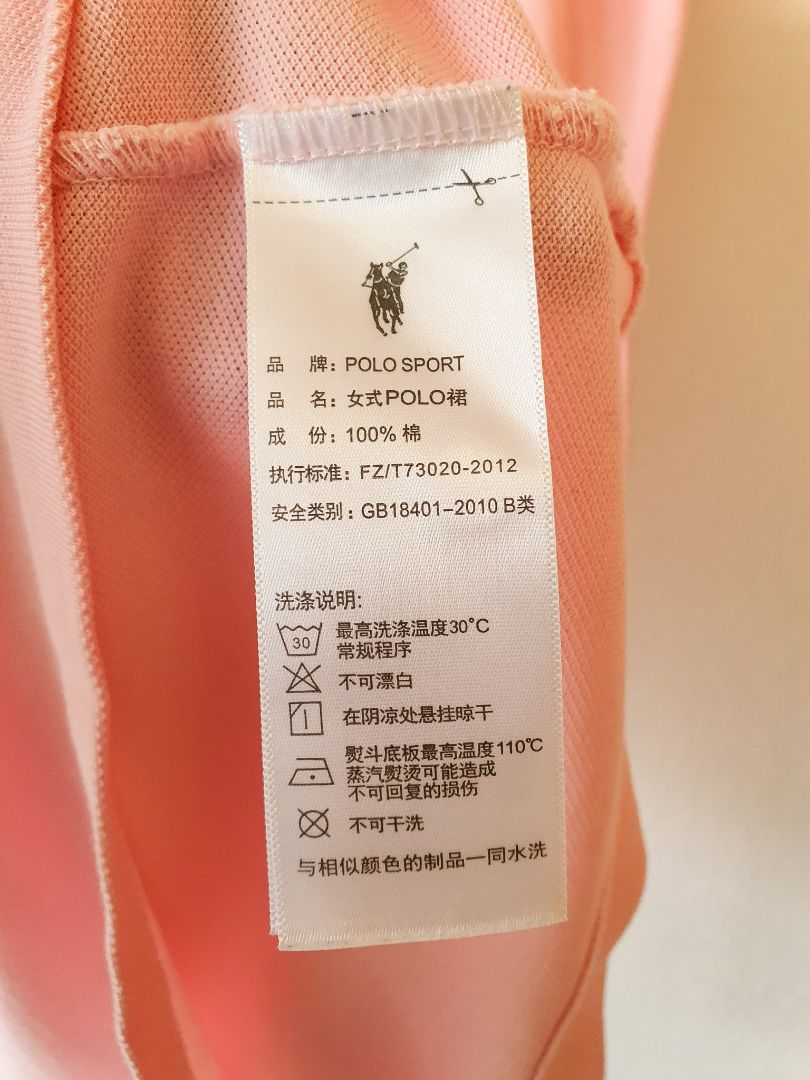 品 牌: POLO SPORT
品 名: 女式POLO裙
成 份: 100% 棉
执行标准: FZ/T73020-2012
安全类别: GB18401-2010 B类
洗涤说明:
30
最高洗涤温度30℃
常规程序
不可漂白
在阴凉处悬挂晾干
熨斗底板最高温度110℃
蒸汽熨烫可能造成
不可回复的损伤
不可干洗
与相似颜色的制品一同水洗